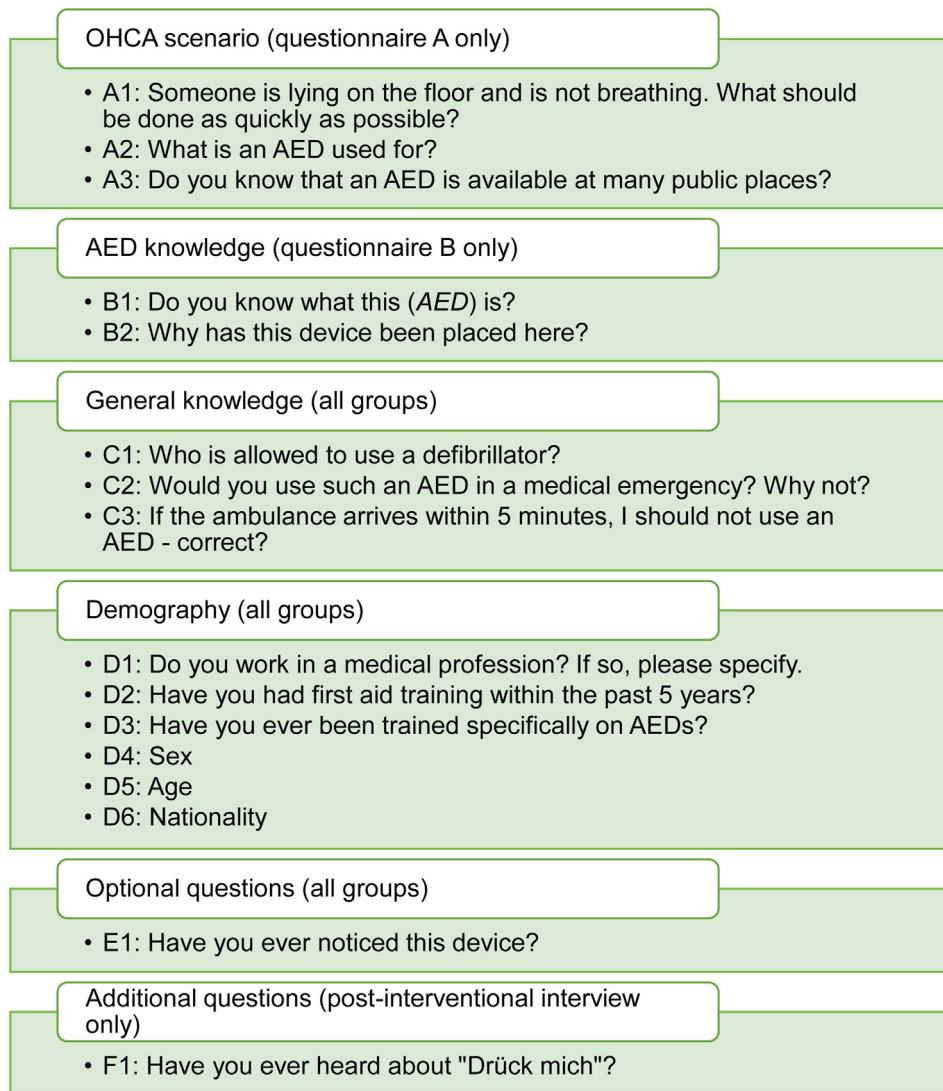 OHCA scenario (questionnaire A only)
• A1: Someone is lying on the floor and is not breathing. What should
be done as quickly as possible?
• A2: What is an AED used for?
• A3: Do you know that an AED is available at many public places?
AED knowledge (questionnaire B only)
• B1: Do you know what this (AED) is?
• B2: Why has this device been placed here?
General knowledge (all groups)
• C1: Who is allowed to use a defibrillator?
• C2: Would you use such an AED in a medical emergency? Why not?
• C3: If the ambulance arrives within 5 minutes, I should not use an
AED - correct?
Demography (all groups)
• D1: Do you work in a medical profession? If so, please specify.
• D2: Have you had first aid training within the past 5 years?
• D3: Have you ever been trained specifically on AEDs?
• D4: Sex
• D5: Age
• D6: Nationality
Optional questions (all groups)
• E1: Have you ever noticed this device?
Additional questions (post-interventional interview
only)
• F1: Have you ever heard about "Drück mich"?